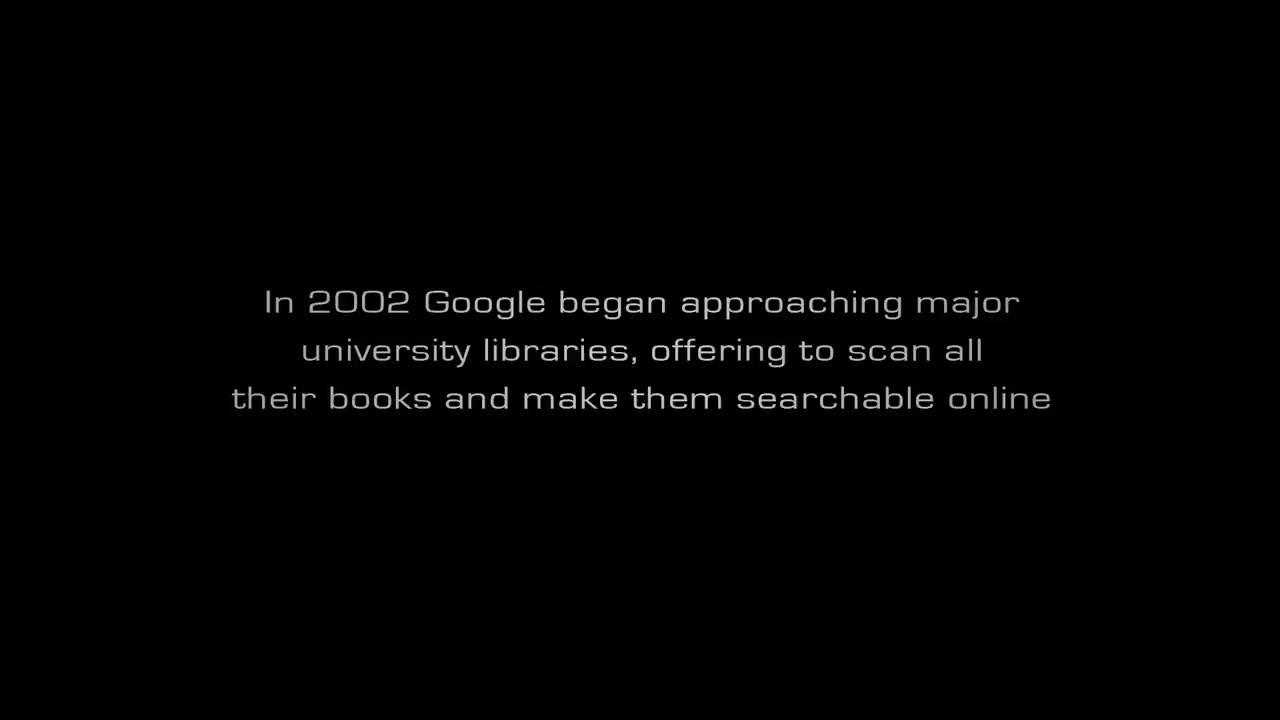 In 2002 Google began approaching major
university libraries, offering to scan all
their books and make them searchable online